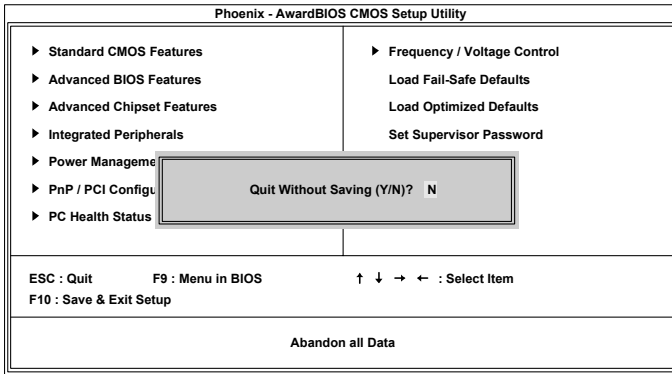 Phoenix - AwardBIOS CMOS Setup Utility
Standard CMOS Features
Advanced BIOS Features
Advanced Chipset Features
Integrated Peripherals
Power Manageme
PnP / PCI Configu
PC Health Status
Frequency / Voltage Control
Load Fail-Safe Defaults
Load Optimized Defaults
Set Supervisor Password
Quit Without Saving (Y/N)? N
ESC : Quit F9 : Menu in BIOS ↑ ↓ → ← : Select Item
F10 : Save & Exit Setup
Abandon all Data